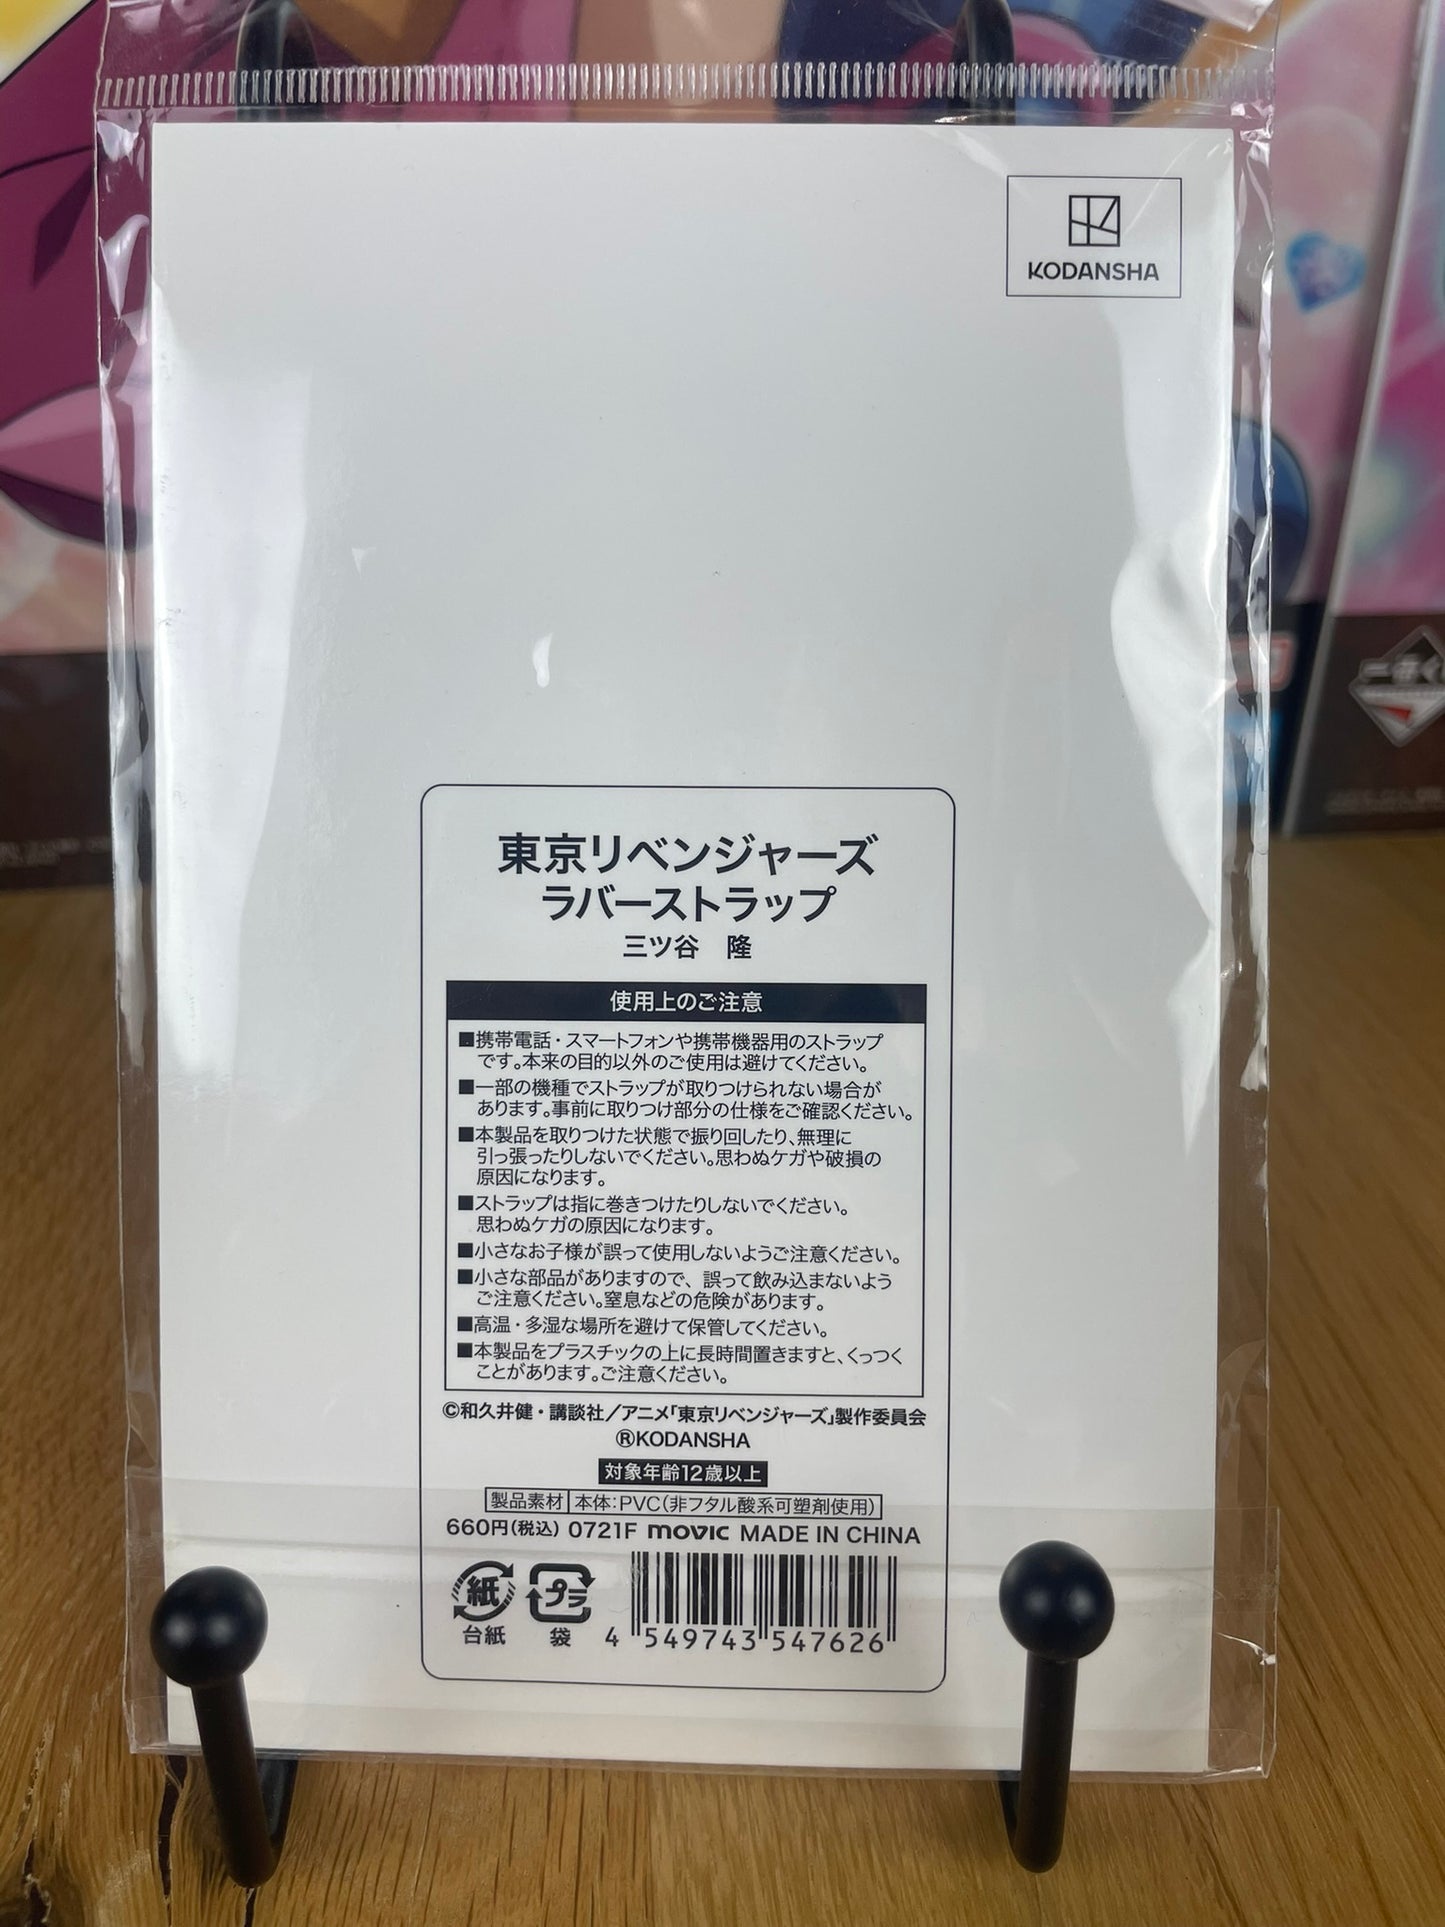 KODANSHA
東京リベンジャーズ
ラバーストラップ
三ツ谷　隆
使用上のご注意
■携帯電話・スマートフォンや携帯機器用のストラップ
です。本来の目的以外のご使用は避けてください。
■一部の機種でストラップが取りつけられない場合が
あります。事前に取りつけ部分の仕様をご確認ください。
■本製品を取りつけた状態で振り回したり、無理に
引っ張ったりしないでください。思わぬケガや破損の
原因になります。
■ストラップは指に巻きつけたりしないでください。
思わぬケガの原因になります。
■小さなお子様が誤って使用しないようご注意ください。
■小さな部品がありますので、誤って飲み込まないよう
ご注意ください。窒息などの危険があります。
■高温・多湿な場所を避けて保管してください。
■本製品をプラスチックの上に長時間置きますと、くっつく
ことがあります。ご注意ください。
©和久井健・講談社／アニメ「東京リベンジャーズ」製作委員会
®KODANSHA
対象年齢12歳以上
製品素材 本体：PVC（非フタル酸系可塑剤使用）
660円（税込） 0721F movic MADE IN CHINA
紙 プラ
台紙 袋 4 549743 547626